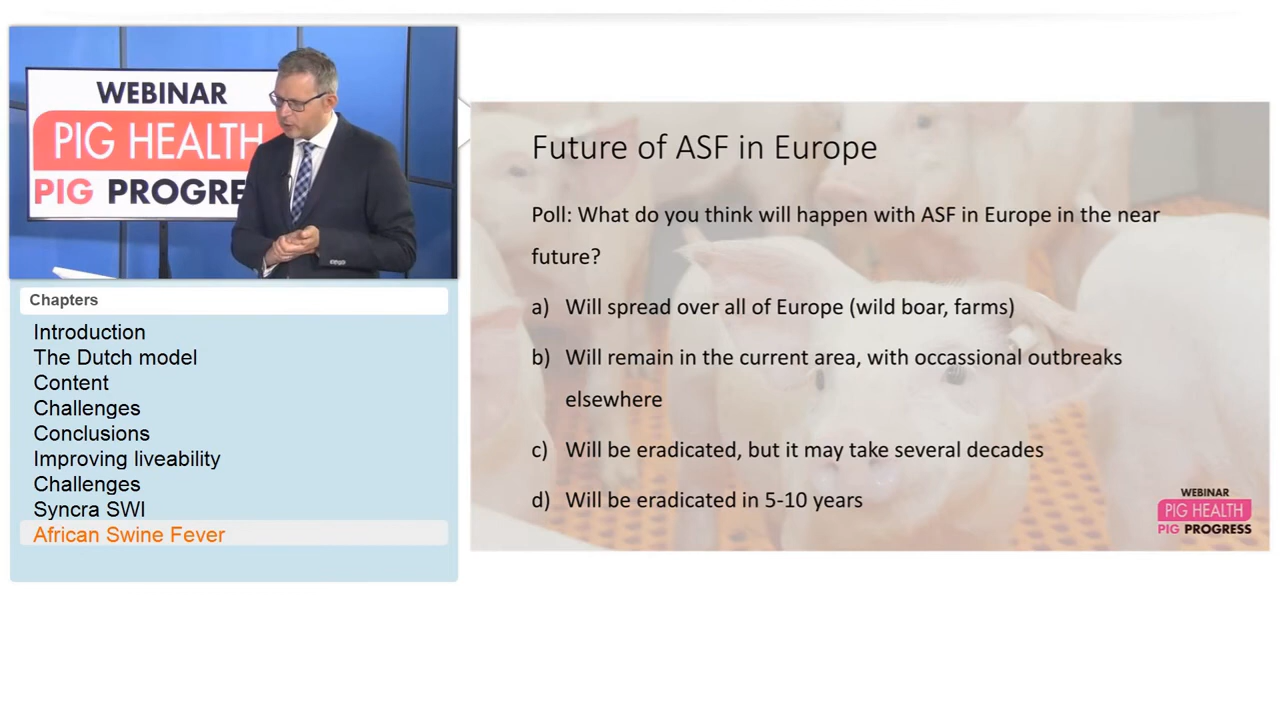 WEBINAR
PIG HEALTH
PIG PROGRE
Chapters
Introduction
The Dutch model
Content
Challenges
Conclusions
Improving liveability
Challenges
Syncra SWI
African Swine Fever
Future of ASF in Europe
Poll: What do you think will happen with ASF in Europe in the near
future?
a) Will spread over all of Europe (wild boar, farms)
b) Will remain in the current area, with occassional outbreaks
elsewhere
c) Will be eradicated, but it may take several decades
d) Will be eradicated in 5-10 years
WEBINAR
PIG HEALTH
PIG PROGRESS